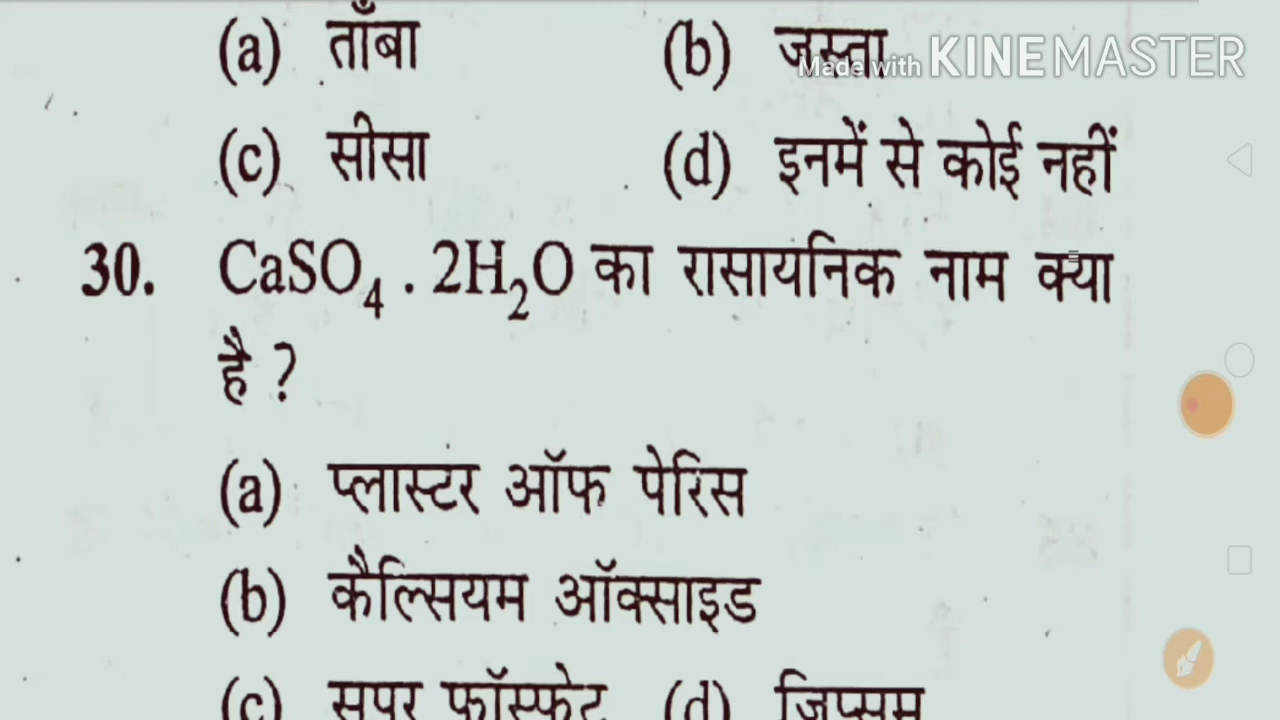 (a) ताँबा (b) जस्ता
Made with KINEMASTER
(c) सीसा (d) इनमें से कोई नहीं
30. CaSO₄ . 2H₂O का रासायनिक नाम क्या
है ?
(a) प्लास्टर ऑफ पेरिस
(b) कैल्सियम ऑक्साइड
(c) सुपर फॉस्फेट (d) जिप्सम